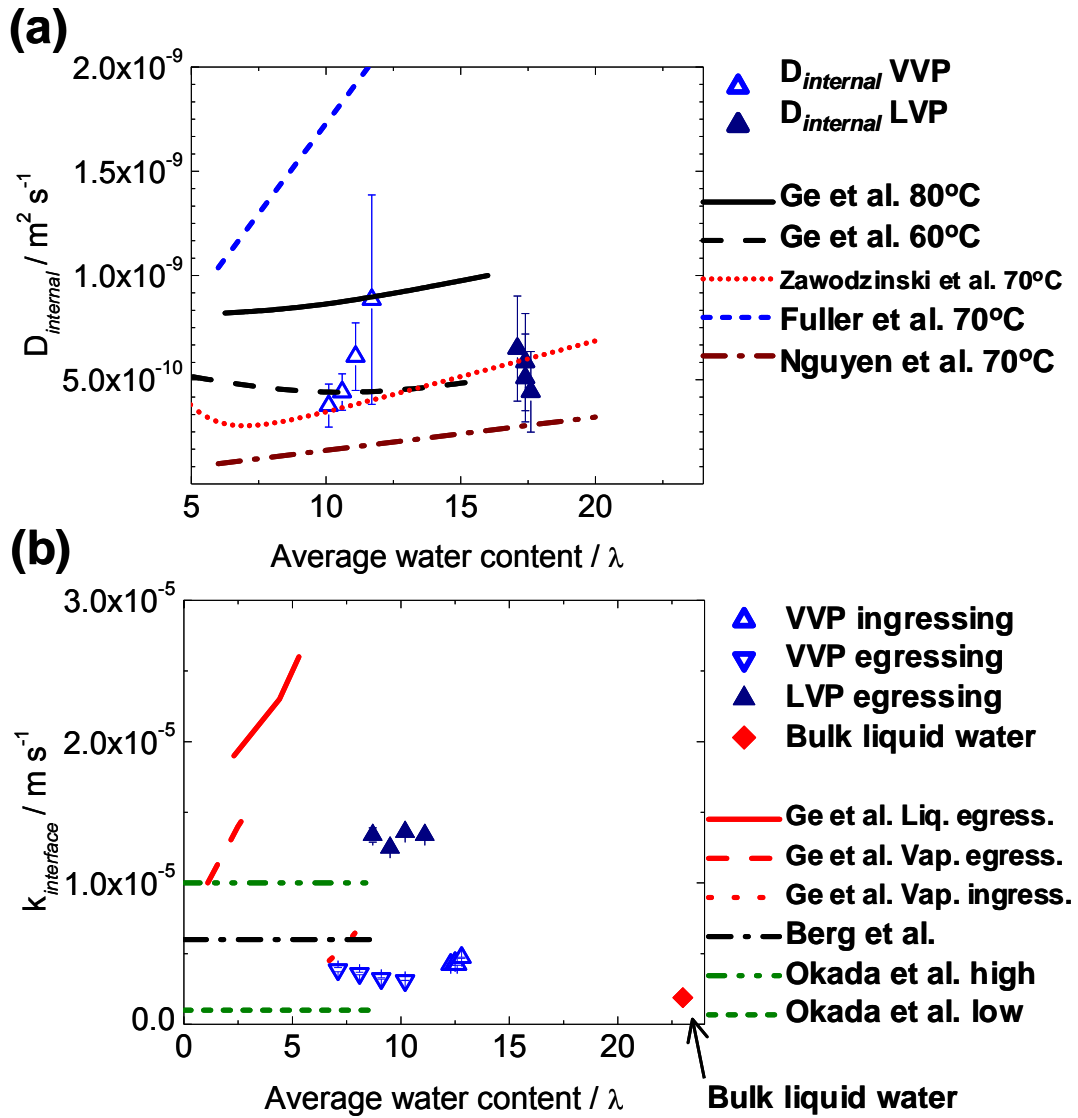 (a)
2.0x10⁻⁹
1.5x10⁻⁹
1.0x10⁻⁹
5.0x10⁻¹⁰
D_internal / m² s⁻¹
5 10 15 20
Average water content / λ
D_internal VVP
D_internal LVP
Ge et al. 80ºC
Ge et al. 60ºC
Zawodzinski et al. 70ºC
Fuller et al. 70ºC
Nguyen et al. 70ºC
(b)
3.0x10⁻⁵
2.0x10⁻⁵
1.0x10⁻⁵
0.0
k_interface / m s⁻¹
0 5 10 15 20
Average water content / λ
VVP ingressing
VVP egressing
LVP egressing
Bulk liquid water
Ge et al. Liq. egress.
Ge et al. Vap. egress.
Ge et al. Vap. ingress.
Berg et al.
Okada et al. high
Okada et al. low
Bulk liquid water